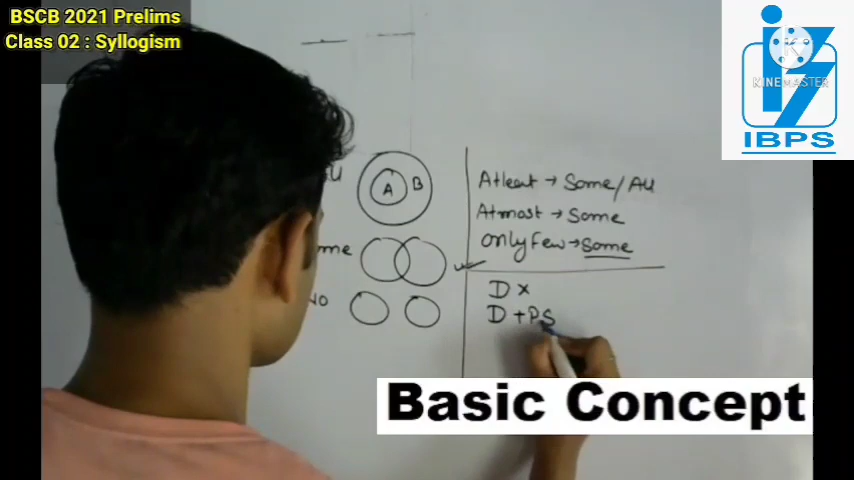 BSCB 2021 Prelims
Class 02 : Syllogism
KINEMASTER
IBPS
A B
Atleast → Some/All
Atmost → Some
me
only few → Some
D ×
No
D + PS
Basic Concept